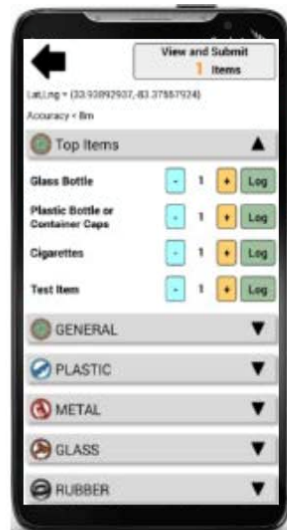 View and Submit
1 Items
Lat,Lng = (33.93892937,-83.37557924)
Accuracy < 8m
Top Items
Glass Bottle - 1 + Log
Plastic Bottle or
Container Caps - 1 + Log
Cigarettes - 1 + Log
Test Item - 1 + Log
GENERAL
PLASTIC
METAL
GLASS
RUBBER